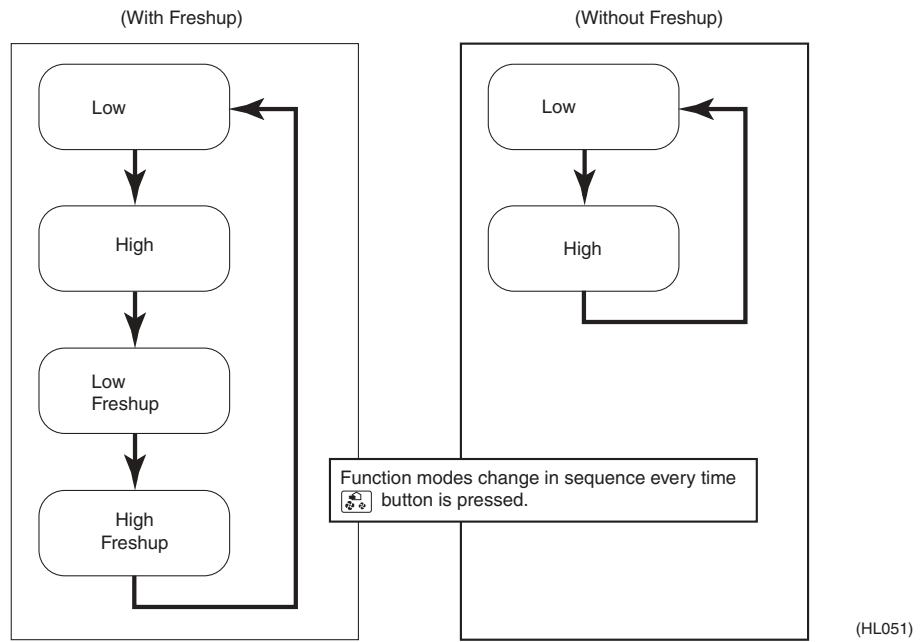 (With Freshup)
Low
High
Low
Freshup
High
Freshup
(Without Freshup)
Low
High
Function modes change in sequence every time
button is pressed.
(HL051)